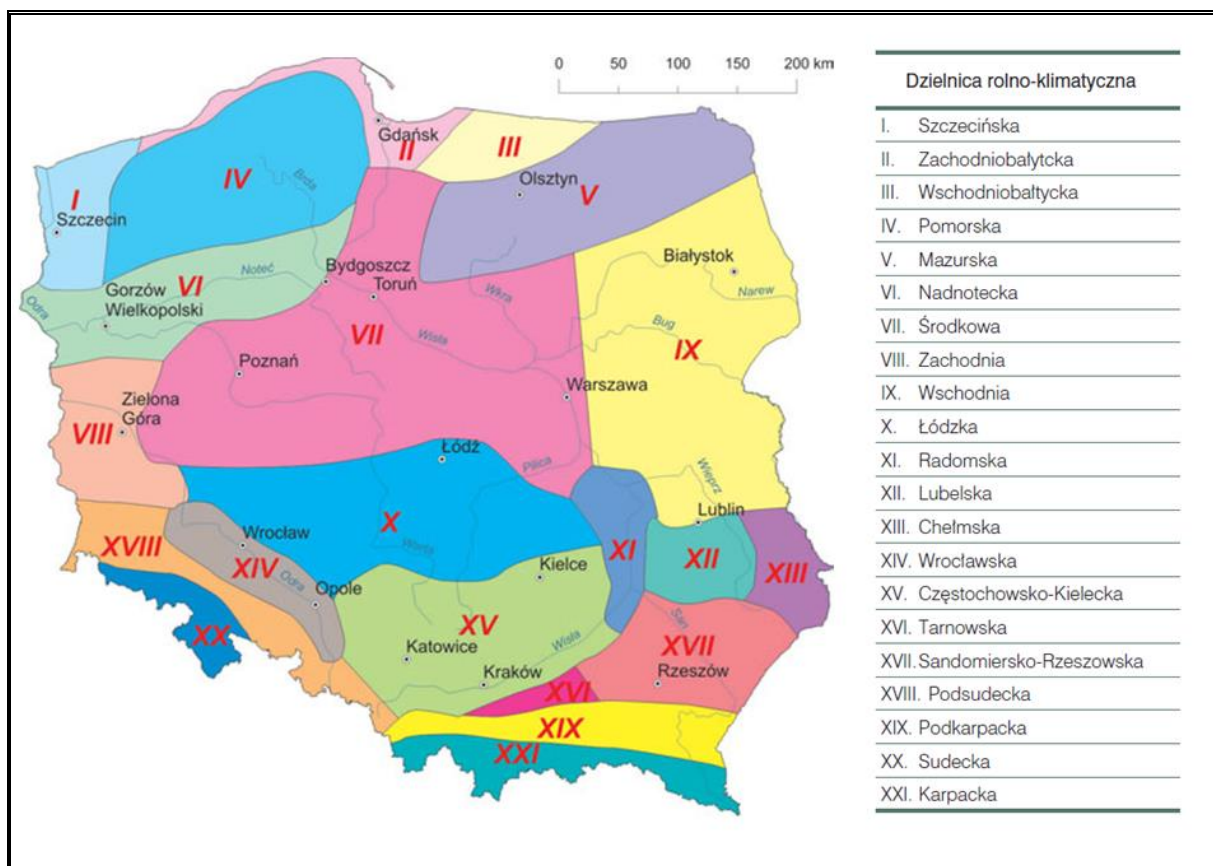 0 50 100 150 200 km
Gdańsk
II
III
IV
Brda
Olsztyn
V
I
Szczecin
Białystok
Bydgoszcz
Noteć
VI
Toruń
Gorzów
Wielkopolski
Odra
Wkra
Narew
Bug
VII
Wisła
IX
Poznań
Warszawa
Zielona
Góra
VIII
Łódź
Pilica
Wieprz
Lublin
X
Wrocław
Warta
XI
XII
XIII
XVIII
XIV
Odra
Opole
Kielce
XV
San
XX
Katowice
Wisła
XVII
Kraków
Rzeszów
XVI
XIX
XXI
Dzielnica rolno-klimatyczna
I. Szczecińska
II. Zachodniobalytcka
III. Wschodniobałtycka
IV. Pomorska
V. Mazurska
VI. Nadnotecka
VII. Środkowa
VIII. Zachodnia
IX. Wschodnia
X. Łódzka
XI. Radomska
XII. Lubelska
XIII. Chełmska
XIV. Wrocławska
XV. Częstochowsko-Kielecka
XVI. Tarnowska
XVII. Sandomiersko-Rzeszowska
XVIII. Podsudecka
XIX. Podkarpacka
XX. Sudecka
XXI. Karpacka